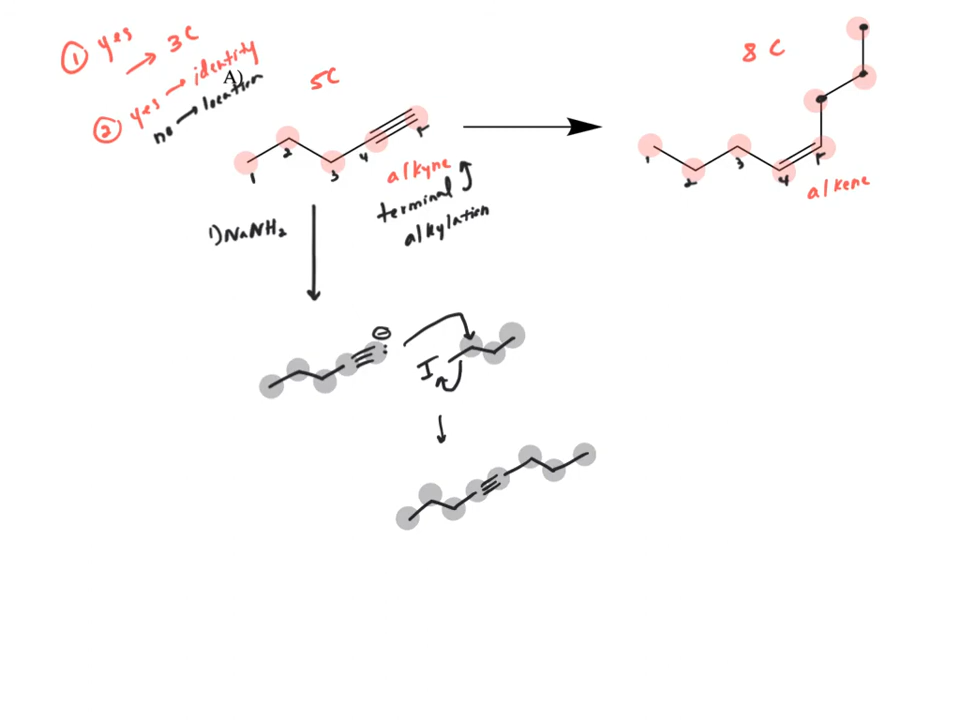 ① yes
→ 3C
② yes → identity
A)
no → location
5C
8 C
1
2
3
4
5
alkyne
terminal
alkylation
1
2
3
4
5
alkene
1) NaNH₂
⊖
:
I